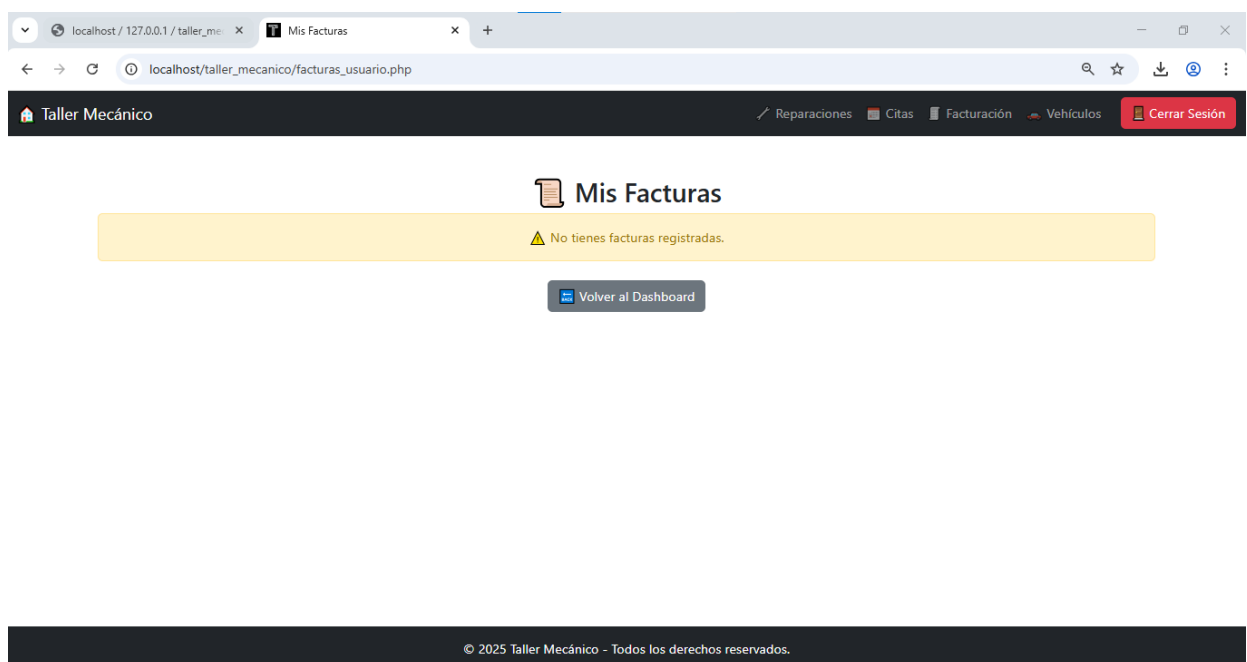 localhost / 127.0.0.1 / taller_me
Mis Facturas
localhost/taller_mecanico/facturas_usuario.php
Taller Mecánico
Reparaciones
Citas
Facturación
Vehículos
Cerrar Sesión
Mis Facturas
No tienes facturas registradas.
Volver al Dashboard
© 2025 Taller Mecánico - Todos los derechos reservados.